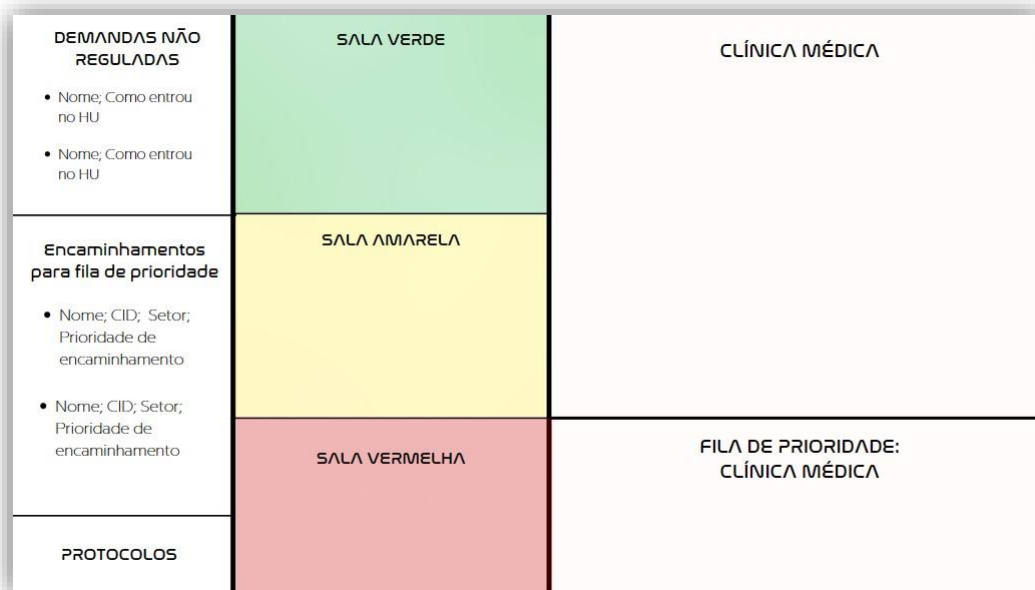 DEMANDAS NÃO
REGULADAS
• Nome; Como entrou
no HU
• Nome; Como entrou
no HU
Encaminhamentos
para fila de prioridade
• Nome; CID; Setor;
Prioridade de
encaminhamento
• Nome; CID; Setor;
Prioridade de
encaminhamento
PROTOCOLOS
SALA VERDE
SALA AMARELA
SALA VERMELHA
CLÍNICA MÉDICA
FILA DE PRIORIDADE:
CLÍNICA MÉDICA